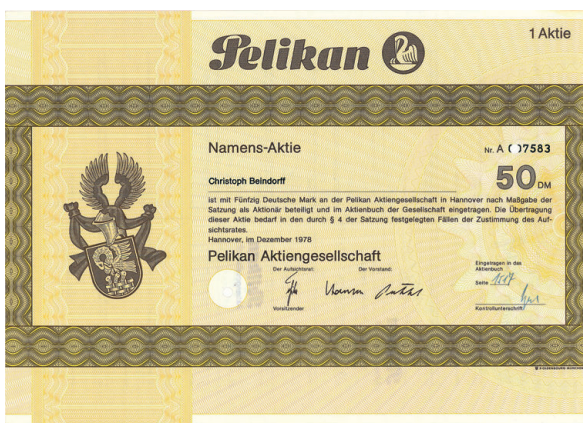 Pelikan
1 Aktie
Namens-Aktie
Nr. A 007583
Christoph Beindorff
50 DM
ist mit Fünfzig Deutsche Mark an der Pelikan Aktiengesellschaft in Hannover nach Maßgabe der
Satzung als Aktionär beteiligt und im Aktienbuch der Gesellschaft eingetragen. Die Übertragung
dieser Aktie bedarf in den durch § 4 der Satzung festgelegten Fällen der Zustimmung des Auf-
sichtsrates.
Hannover, im Dezember 1978
Pelikan Aktiengesellschaft
Der Aufsichtsrat:
Der Vorstand:
Vorsitzender
Eingetragen in das
Aktienbuch
Seite
Kontrollunterschrift